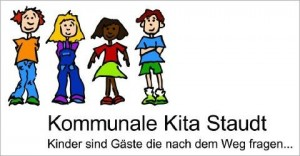 Kommunale Kita Staudt
Kinder sind Gäste die nach dem Weg fragen...